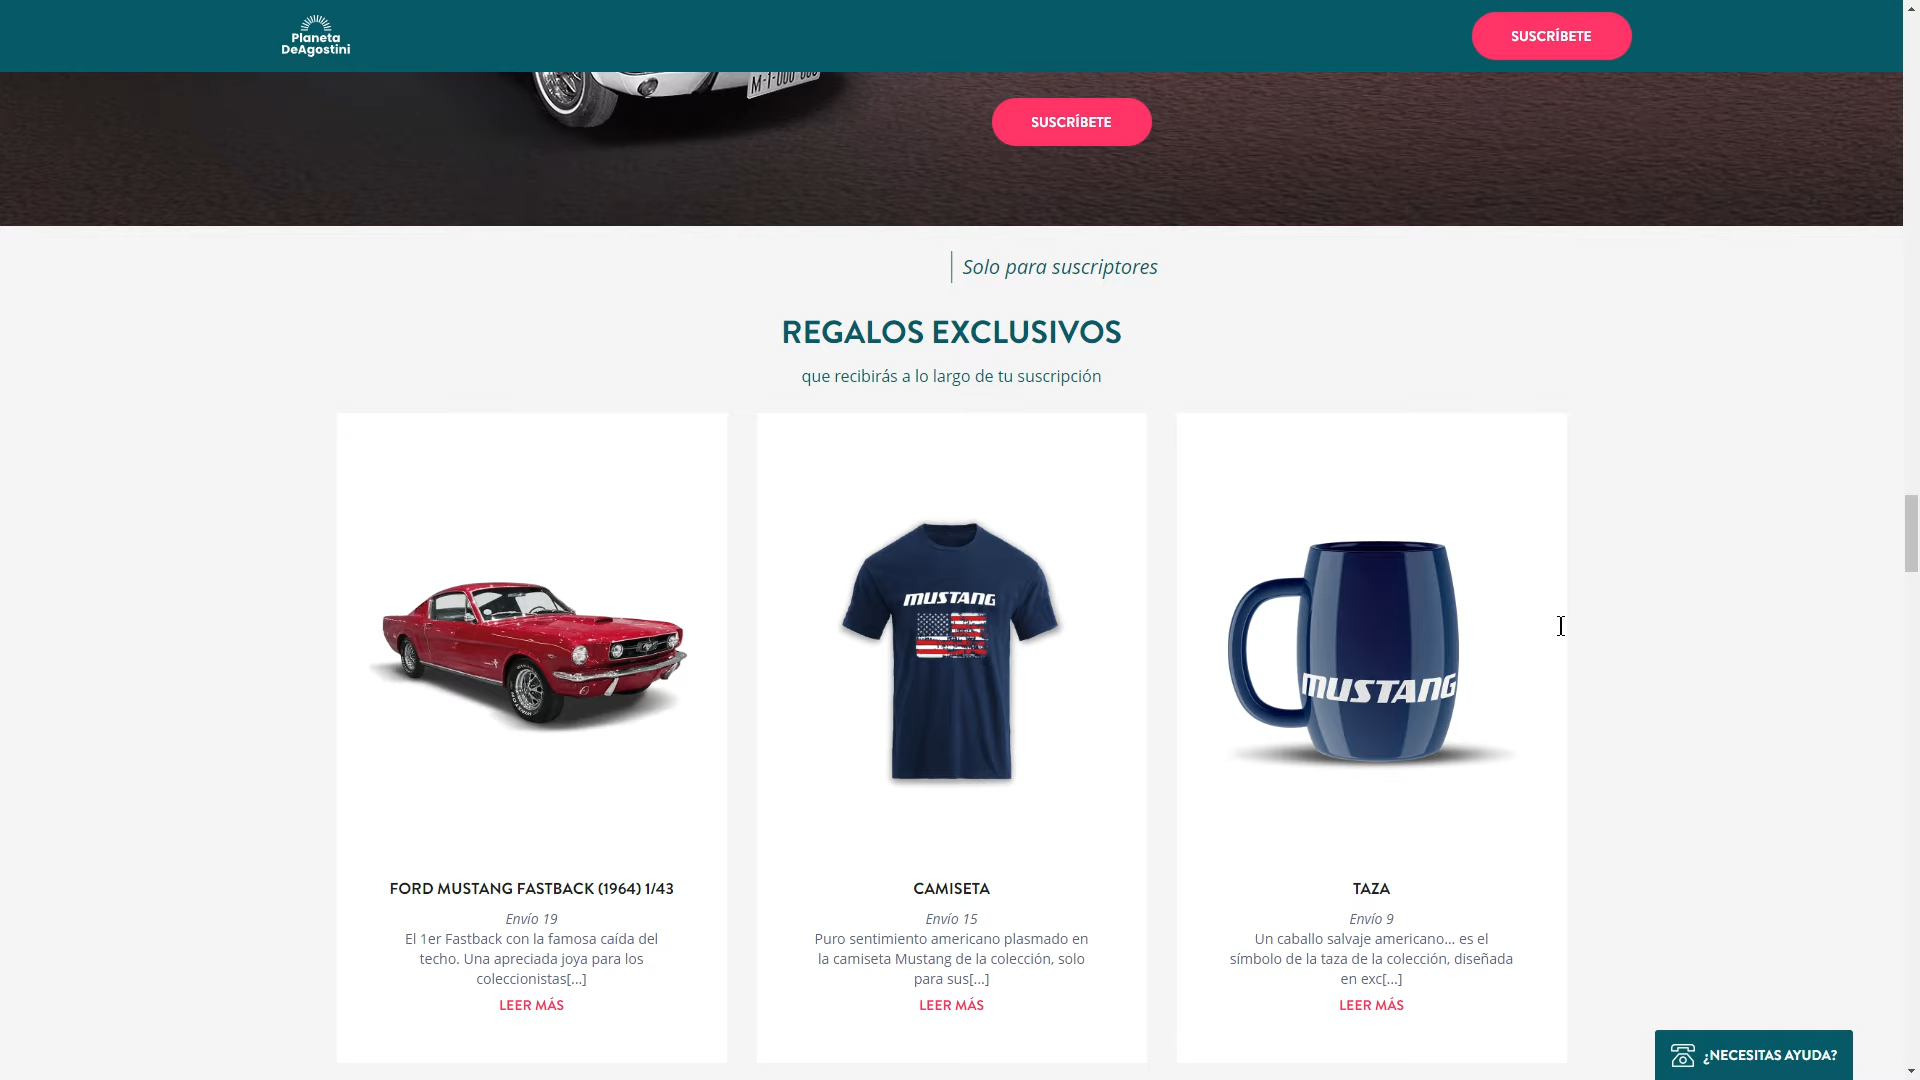 Planeta
DeAgostini
SUSCRÍBETE
SUSCRÍBETE
Solo para suscriptores
REGALOS EXCLUSIVOS
que recibirás a lo largo de tu suscripción
MUSTANG
MUSTANG
FORD MUSTANG FASTBACK (1964) 1/43
Envío 19
El 1er Fastback con la famosa caída del
techo. Una apreciada joya para los
coleccionistas[...]
LEER MÁS
CAMISETA
Envío 15
Puro sentimiento americano plasmado en
la camiseta Mustang de la colección, solo
para sus[...]
LEER MÁS
TAZA
Envío 9
Un caballo salvaje americano... es el
símbolo de la taza de la colección, diseñada
en exc[...]
LEER MÁS
¿NECESITAS AYUDA?